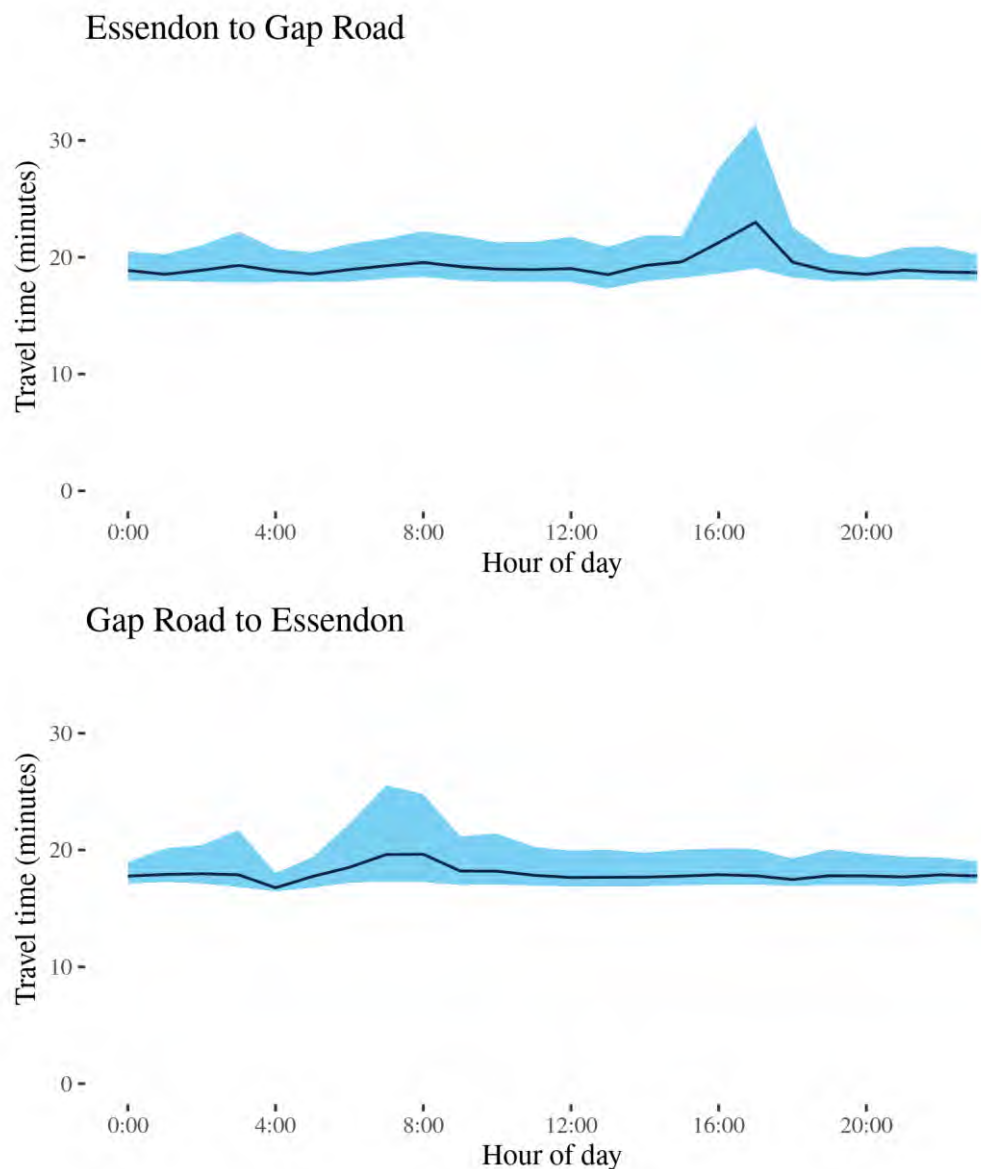 Essendon to Gap Road
Travel time (minutes)
30
20
10
0
0:00 4:00 8:00 12:00 16:00 20:00
Hour of day
Gap Road to Essendon
Travel time (minutes)
30
20
10
0
0:00 4:00 8:00 12:00 16:00 20:00
Hour of day